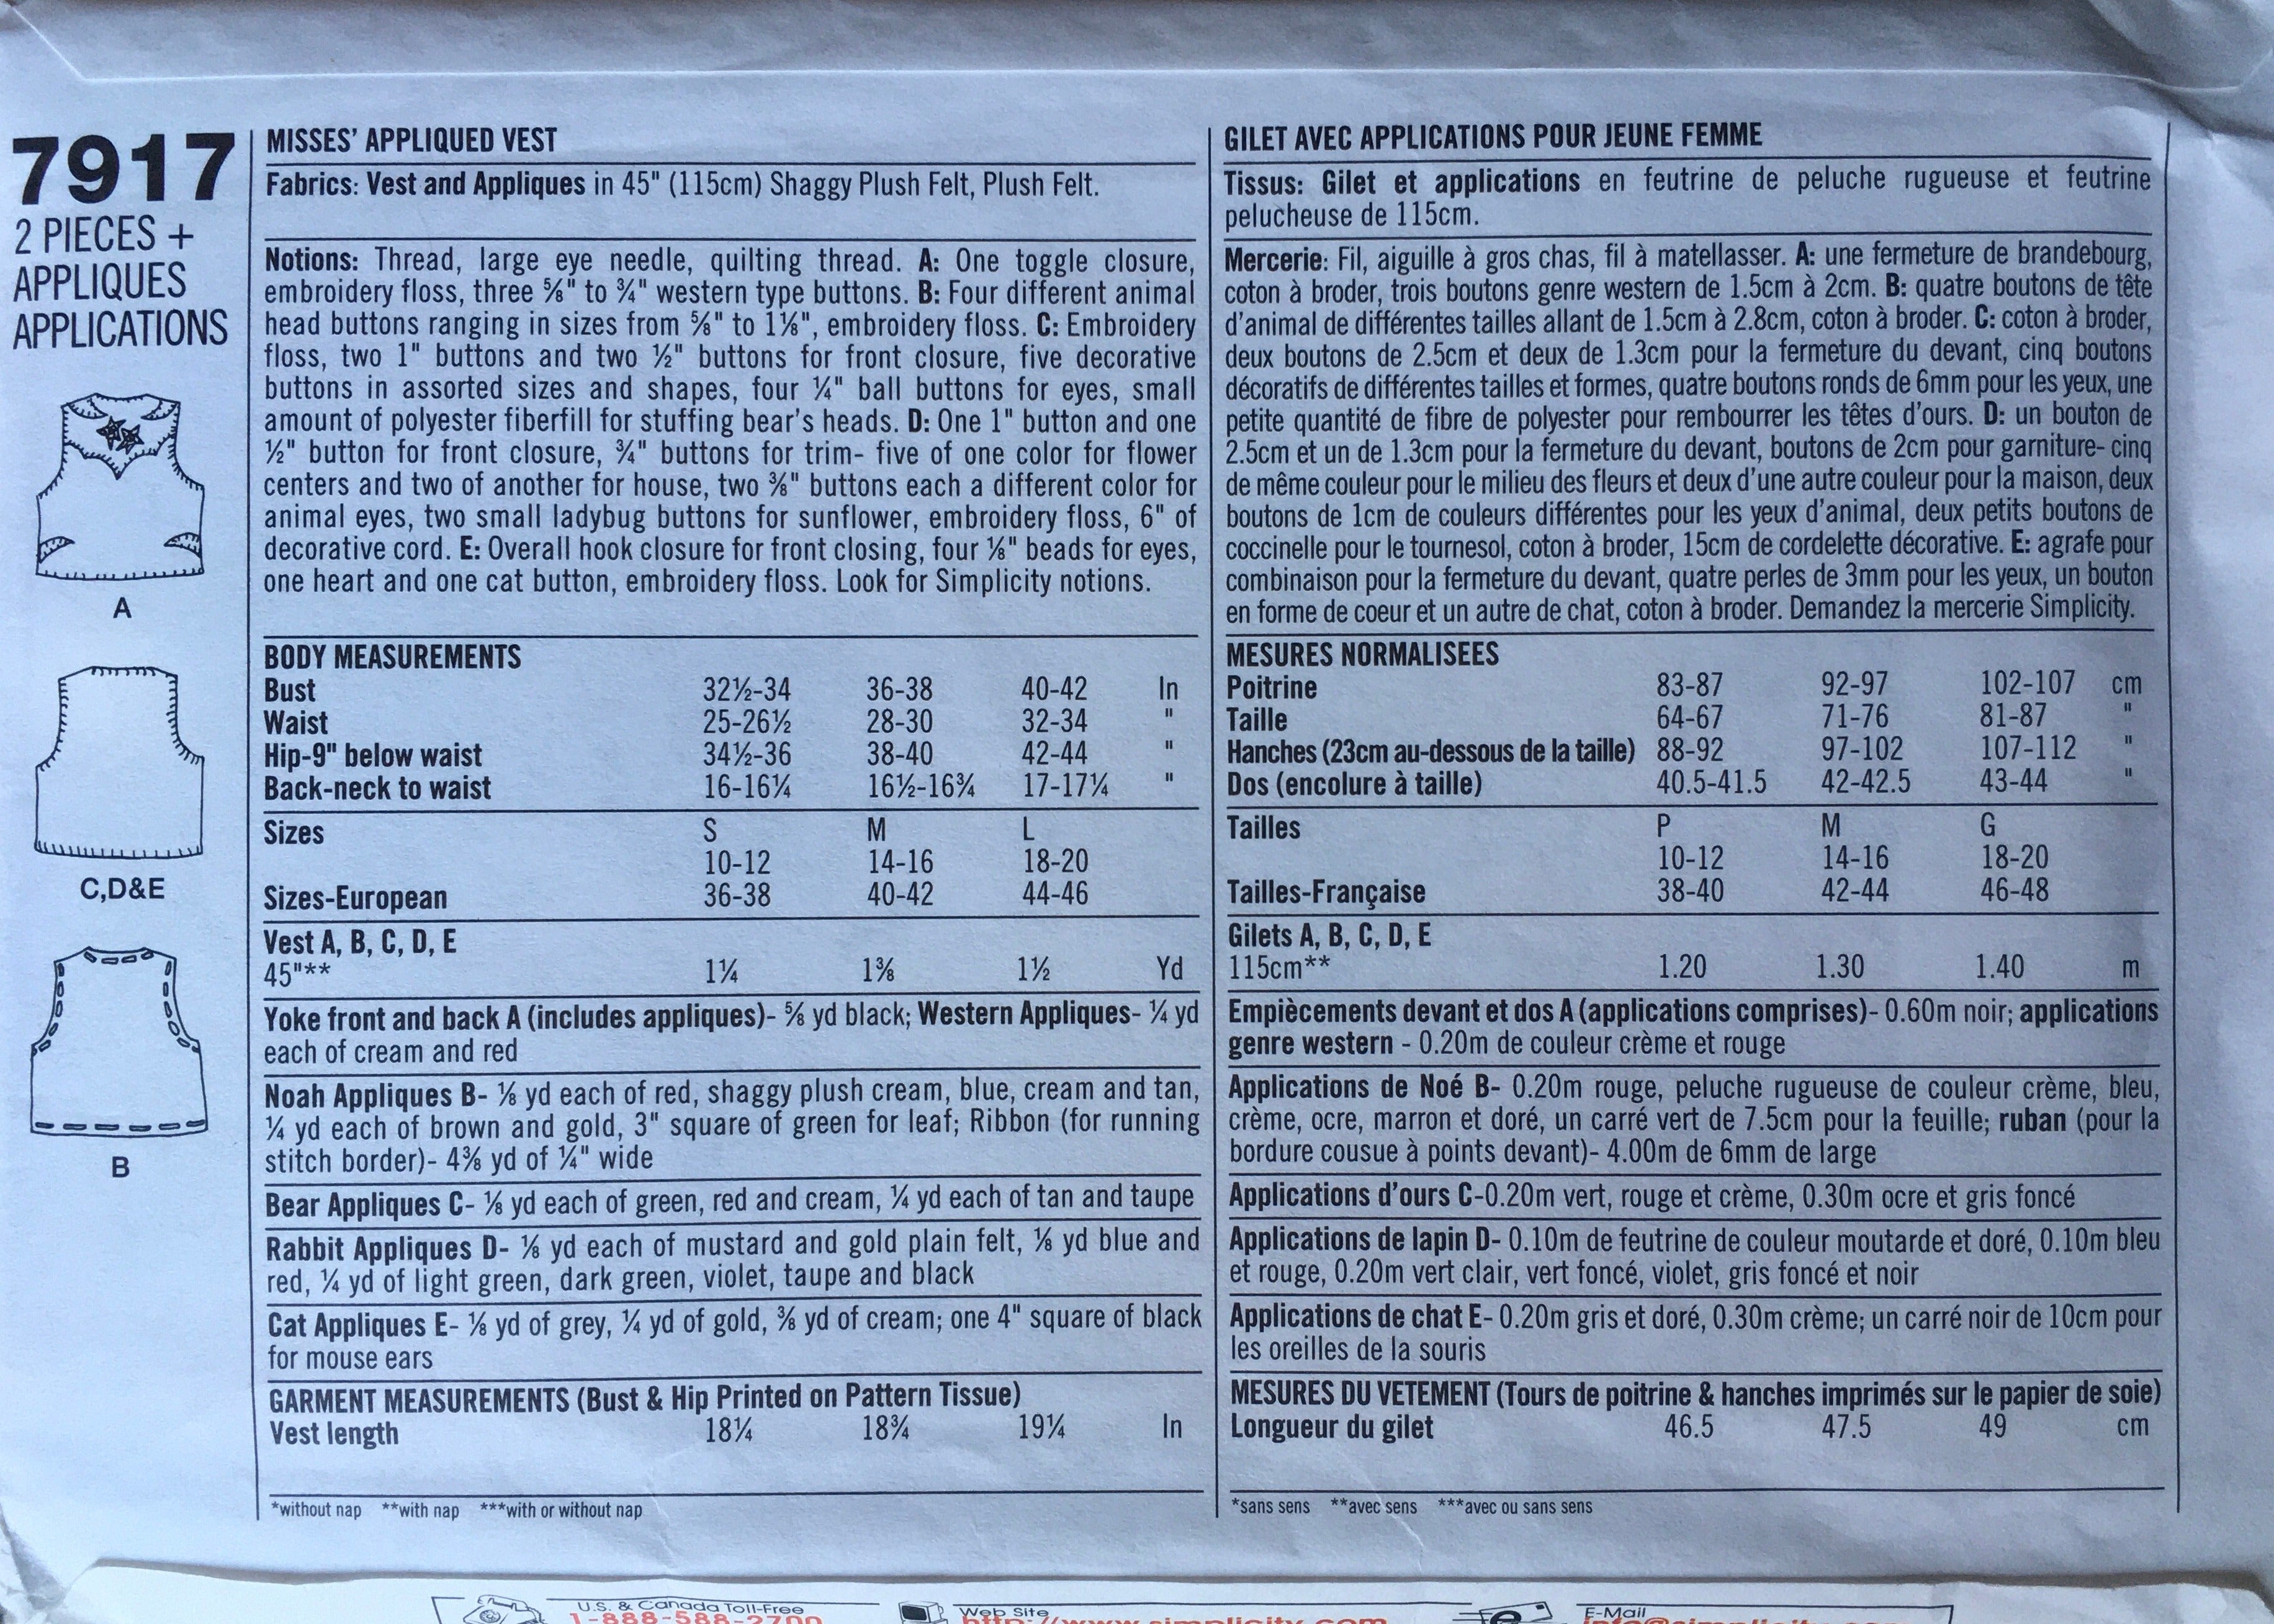 7917
2 PIECES +
APPLIQUES
APPLICATIONS
A
C,D&E
B
MISSES' APPLIQUED VEST
Fabrics: Vest and Appliques in 45" (115cm) Shaggy Plush Felt, Plush Felt.
Notions: Thread, large eye needle, quilting thread. A: One toggle closure,
embroidery floss, three ⅝" to ¾" western type buttons. B: Four different animal
head buttons ranging in sizes from ⅝" to 1⅛", embroidery floss. C: Embroidery
floss, two 1" buttons and two ½" buttons for front closure, five decorative
buttons in assorted sizes and shapes, four ¼" ball buttons for eyes, small
amount of polyester fiberfill for stuffing bear's heads. D: One 1" button and one
½" button for front closure, ¾" buttons for trim- five of one color for flower
centers and two of another for house, two ⅜" buttons each a different color for
animal eyes, two small ladybug buttons for sunflower, embroidery floss, 6" of
decorative cord. E: Overall hook closure for front closing, four ⅛" beads for eyes,
one heart and one cat button, embroidery floss. Look for Simplicity notions.
BODY MEASUREMENTS
Bust 32½-34 36-38 40-42 In
Waist 25-26½ 28-30 32-34 "
Hip-9" below waist 34½-36 38-40 42-44 "
Back-neck to waist 16-16¼ 16½-16¾ 17-17¼ "
Sizes S M L
10-12 14-16 18-20
Sizes-European 36-38 40-42 44-46
Vest A, B, C, D, E
45"** 1¼ 1⅜ 1½ Yd
Yoke front and back A (includes appliques)- ⅝ yd black; Western Appliques- ¼ yd
each of cream and red
Noah Appliques B- ⅛ yd each of red, shaggy plush cream, blue, cream and tan,
¼ yd each of brown and gold, 3" square of green for leaf; Ribbon (for running
stitch border)- 4⅜ yd of ¼" wide
Bear Appliques C- ⅛ yd each of green, red and cream, ¼ yd each of tan and taupe
Rabbit Appliques D- ⅛ yd each of mustard and gold plain felt, ⅛ yd blue and
red, ¼ yd of light green, dark green, violet, taupe and black
Cat Appliques E- ⅛ yd of grey, ¼ yd of gold, ⅜ yd of cream; one 4" square of black
for mouse ears
GARMENT MEASUREMENTS (Bust & Hip Printed on Pattern Tissue)
Vest length 18¼ 18¾ 19¼ In
*without nap **with nap ***with or without nap
GILET AVEC APPLICATIONS POUR JEUNE FEMME
Tissus: Gilet et applications en feutrine de peluche rugueuse et feutrine
pelucheuse de 115cm.
Mercerie: Fil, aiguille à gros chas, fil à matellasser. A: une fermeture de brandebourg,
coton à broder, trois boutons genre western de 1.5cm à 2cm. B: quatre boutons de tête
d'animal de différentes tailles allant de 1.5cm à 2.8cm, coton à broder. C: coton à broder,
deux boutons de 2.5cm et deux de 1.3cm pour la fermeture du devant, cinq boutons
décoratifs de différentes tailles et formes, quatre boutons ronds de 6mm pour les yeux, une
petite quantité de fibre de polyester pour rembourrer les têtes d'ours. D: un bouton de
2.5cm et un de 1.3cm pour la fermeture du devant, boutons de 2cm pour garniture- cinq
de même couleur pour le milieu des fleurs et deux d'une autre couleur pour la maison, deux
boutons de 1cm de couleurs différentes pour les yeux d'animal, deux petits boutons de
coccinelle pour le tournesol, coton à broder, 15cm de cordelette décorative. E: agrafe pour
combinaison pour la fermeture du devant, quatre perles de 3mm pour les yeux, un bouton
en forme de coeur et un autre de chat, coton à broder. Demandez la mercerie Simplicity.
MESURES NORMALISEES
Poitrine 83-87 92-97 102-107 cm
Taille 64-67 71-76 81-87 "
Hanches (23cm au-dessous de la taille) 88-92 97-102 107-112 "
Dos (encolure à taille) 40.5-41.5 42-42.5 43-44 "
Tailles P M G
10-12 14-16 18-20
Tailles-Française 38-40 42-44 46-48
Gilets A, B, C, D, E
115cm** 1.20 1.30 1.40 m
Empiècements devant et dos A (applications comprises)- 0.60m noir; applications
genre western - 0.20m de couleur crème et rouge
Applications de Noé B- 0.20m rouge, peluche rugueuse de couleur crème, bleu,
crème, ocre, marron et doré, un carré vert de 7.5cm pour la feuille; ruban (pour la
bordure cousue à points devant)- 4.00m de 6mm de large
Applications d'ours C-0.20m vert, rouge et crème, 0.30m ocre et gris foncé
Applications de lapin D- 0.10m de feutrine de couleur moutarde et doré, 0.10m bleu
et rouge, 0.20m vert clair, vert foncé, violet, gris foncé et noir
Applications de chat E- 0.20m gris et doré, 0.30m crème; un carré noir de 10cm pour
les oreilles de la souris
MESURES DU VETEMENT (Tours de poitrine & hanches imprimés sur le papier de soie)
Longueur du gilet 46.5 47.5 49 cm
*sans sens **avec sens ***avec ou sans sens
U.S. & Canada Toll-Free
1-888-588-2700
Web Site
http://www.simplicity.com
E-Mail